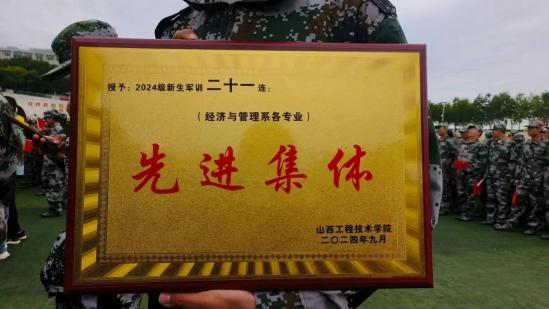 授予：2024级新生军训 二十一 连：
（经济与管理系各专业）
先进集体
山西工程技术学院
二〇二四年九月